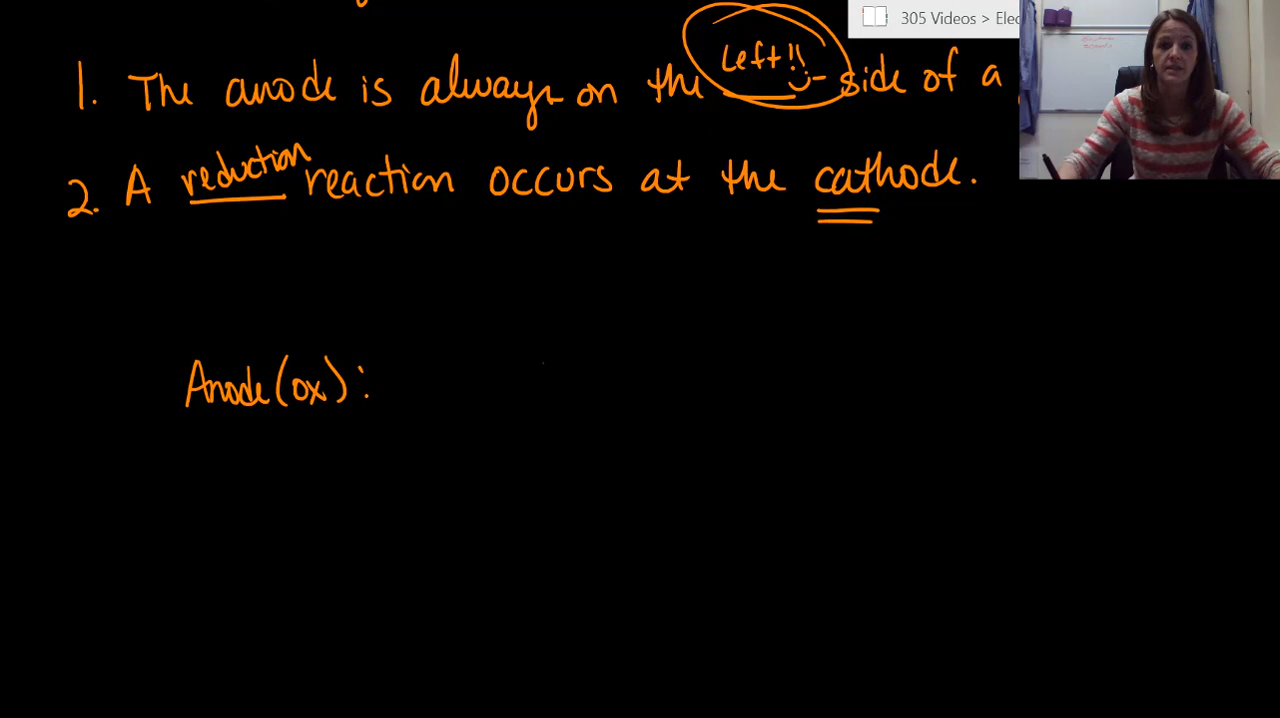 305 Videos > Elec
1. The anode is always on the Left!! side of a
2. A reduction reaction occurs at the cathode.
Anode (ox):